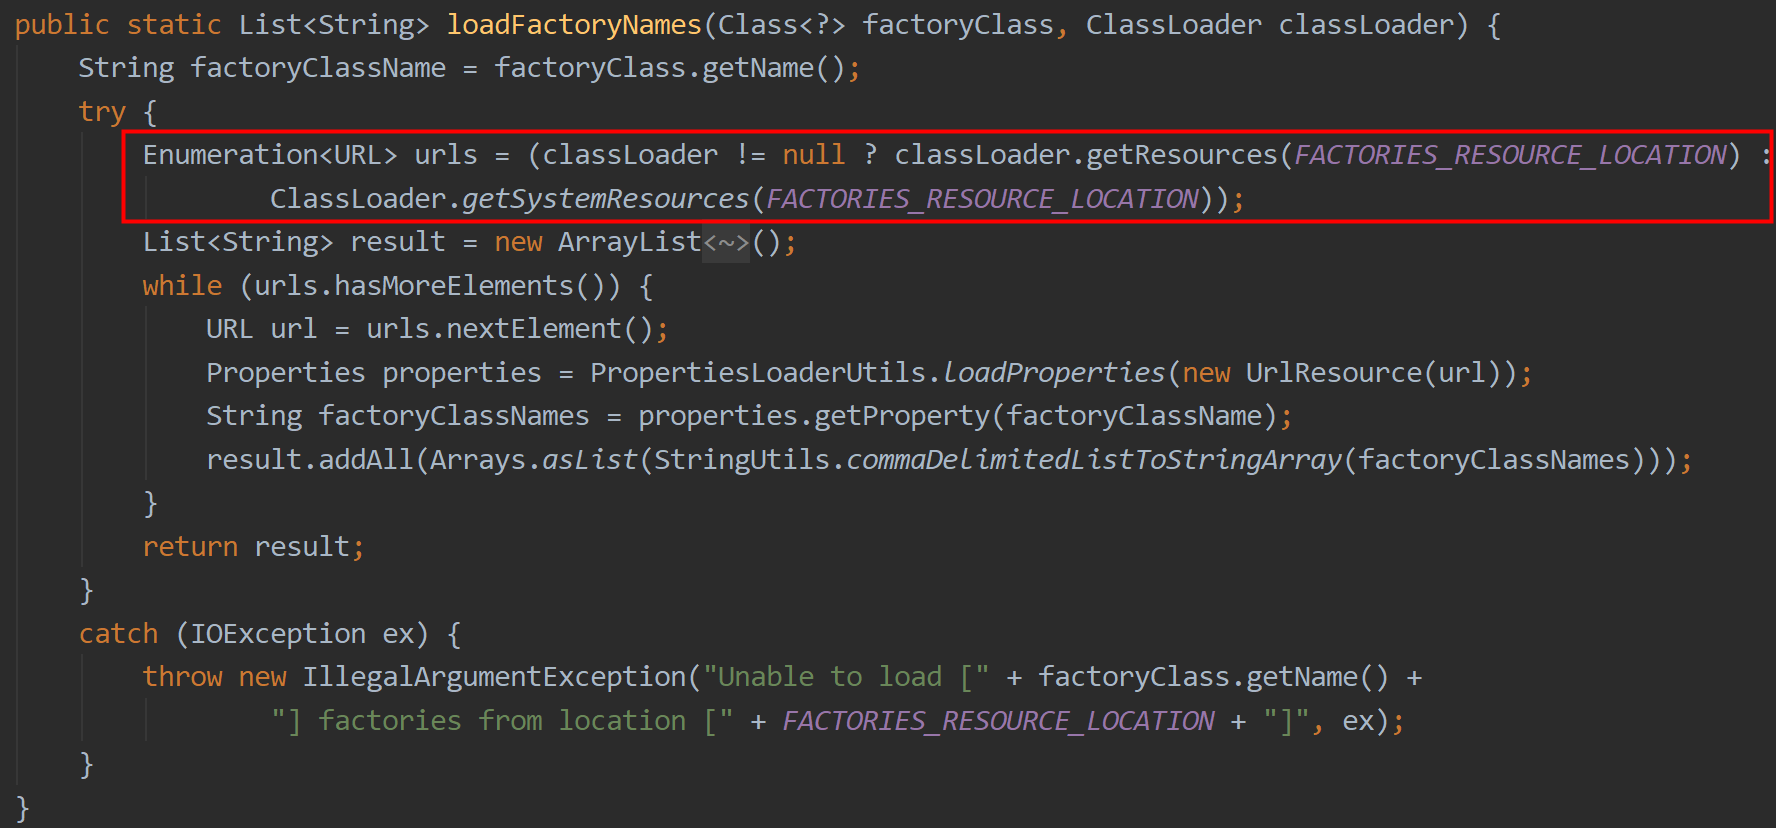 public static List<String> loadFactoryNames(Class<?> factoryClass, ClassLoader classLoader) {
    String factoryClassName = factoryClass.getName();
    try {
        Enumeration<URL> urls = (classLoader != null ? classLoader.getResources(FACTORIES_RESOURCE_LOCATION) :
                ClassLoader.getSystemResources(FACTORIES_RESOURCE_LOCATION));
        List<String> result = new ArrayList<~>();
        while (urls.hasMoreElements()) {
            URL url = urls.nextElement();
            Properties properties = PropertiesLoaderUtils.loadProperties(new UrlResource(url));
            String factoryClassNames = properties.getProperty(factoryClassName);
            result.addAll(Arrays.asList(StringUtils.commaDelimitedListToStringArray(factoryClassNames)));
        }
        return result;
    }
    catch (IOException ex) {
        throw new IllegalArgumentException("Unable to load [" + factoryClass.getName() +
                "] factories from location [" + FACTORIES_RESOURCE_LOCATION + "]", ex);
    }
}